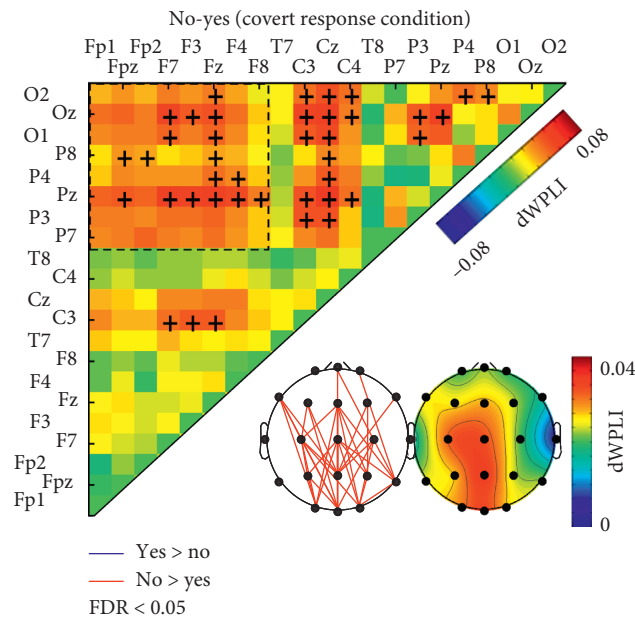 No-yes (covert response condition)
Fp1 Fp2 F3 F4 T7 Cz T8 P3 P4 O1 O2
Fpz F7 Fz F8 C3 C4 P7 Pz P8 Oz
O2
Oz
O1
P8
P4
Pz
P3
P7
T8
C4
Cz
C3
T7
F8
F4
Fz
F3
F7
Fp2
Fpz
Fp1
0.08
dWPLI
−0.08
0.04
dWPLI
0
Yes > no
No > yes
FDR < 0.05